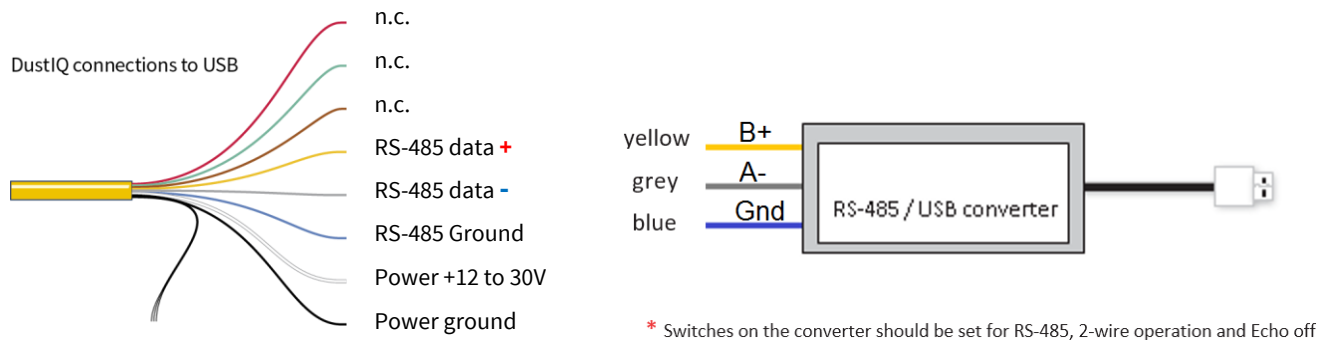 DustIQ connections to USB
n.c.
n.c.
n.c.
RS-485 data +
RS-485 data -
RS-485 Ground
Power +12 to 30V
Power ground
yellow B+
grey A-
blue Gnd
RS-485 / USB converter
* Switches on the converter should be set for RS-485, 2-wire operation and Echo off